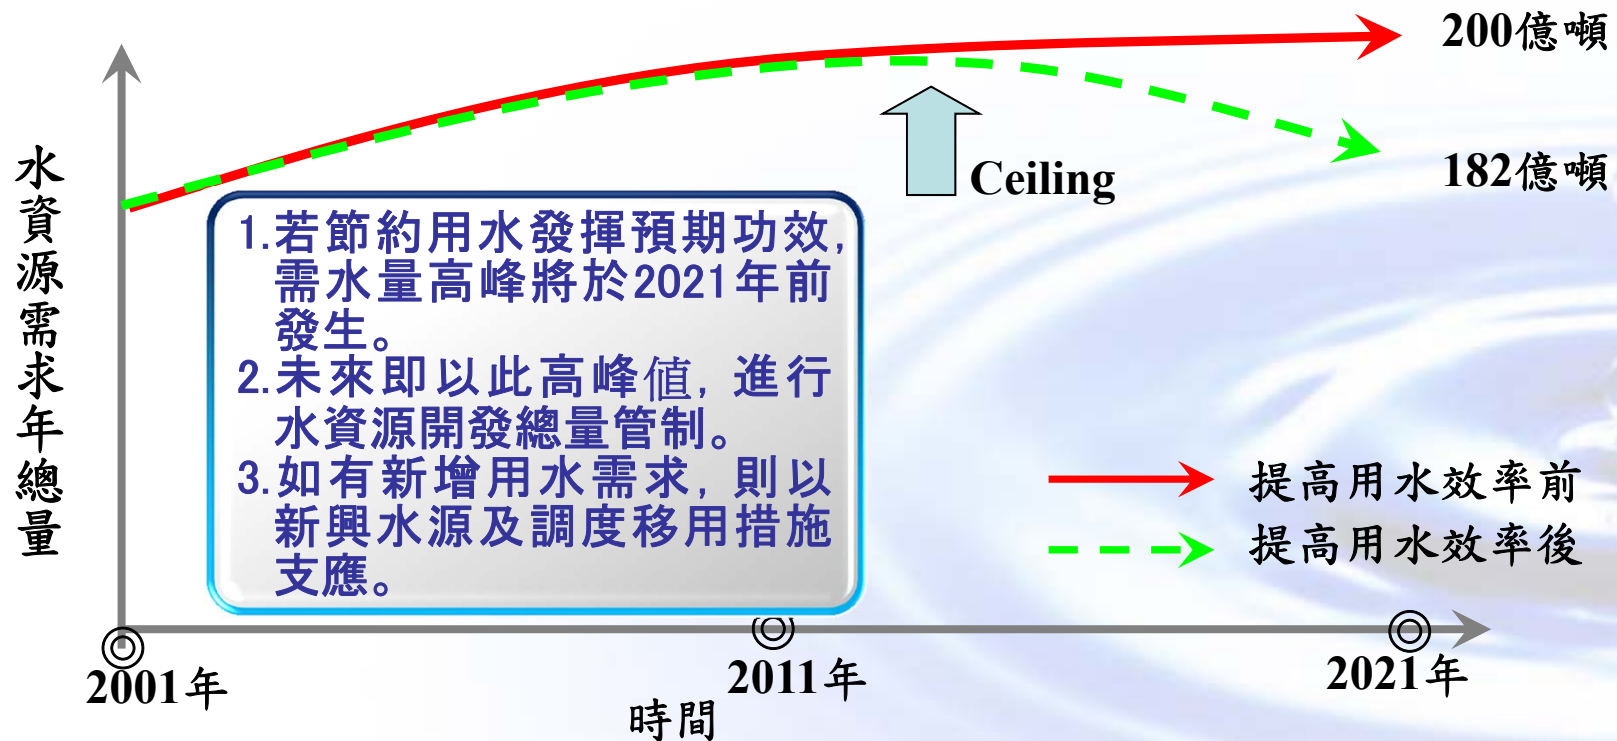 200億噸
182億噸
Ceiling
水資源需求年總量
1.若節約用水發揮預期功效,
需水量高峰將於2021年前
發生。
2.未來即以此高峰值,進行
水資源開發總量管制。
3.如有新增用水需求,則以
新興水源及調度移用措施
支應。
提高用水效率前
提高用水效率後
2001年
2011年
2021年
時間